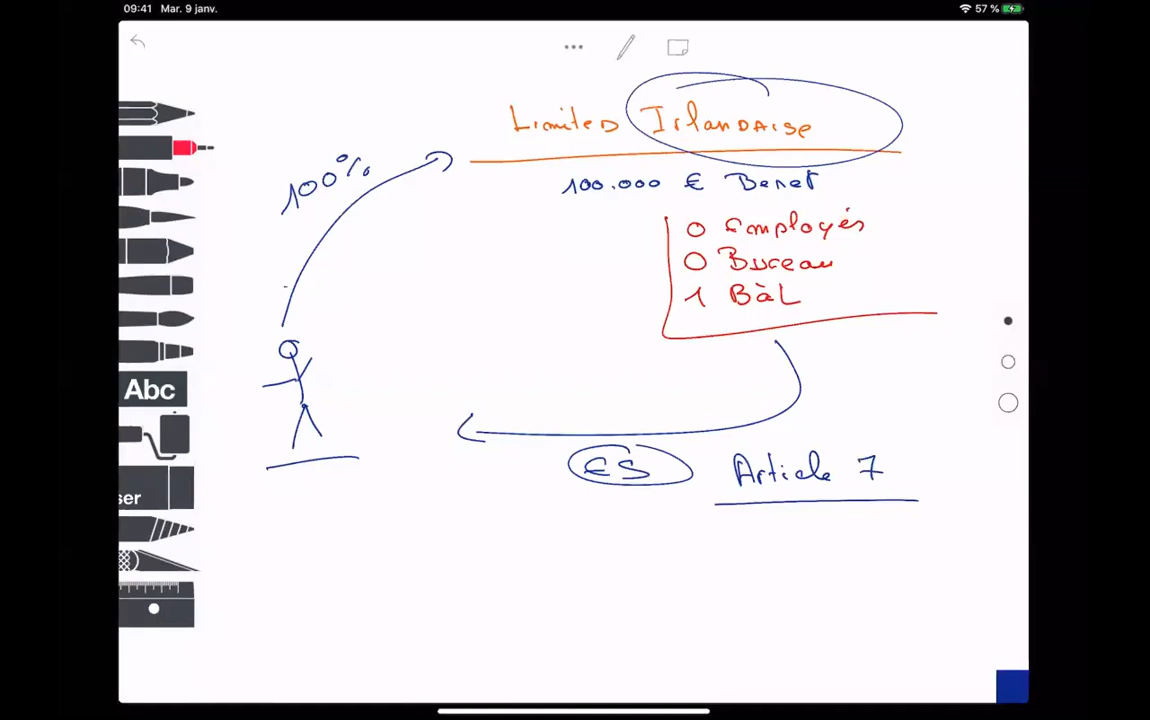 09:41 Mar. 9 janv.
57 %
Limited Irlandaise
100%
100.000 € Benef
0 Employés
0 Bureau
1 BàL
Abc
ES Article 7
ser